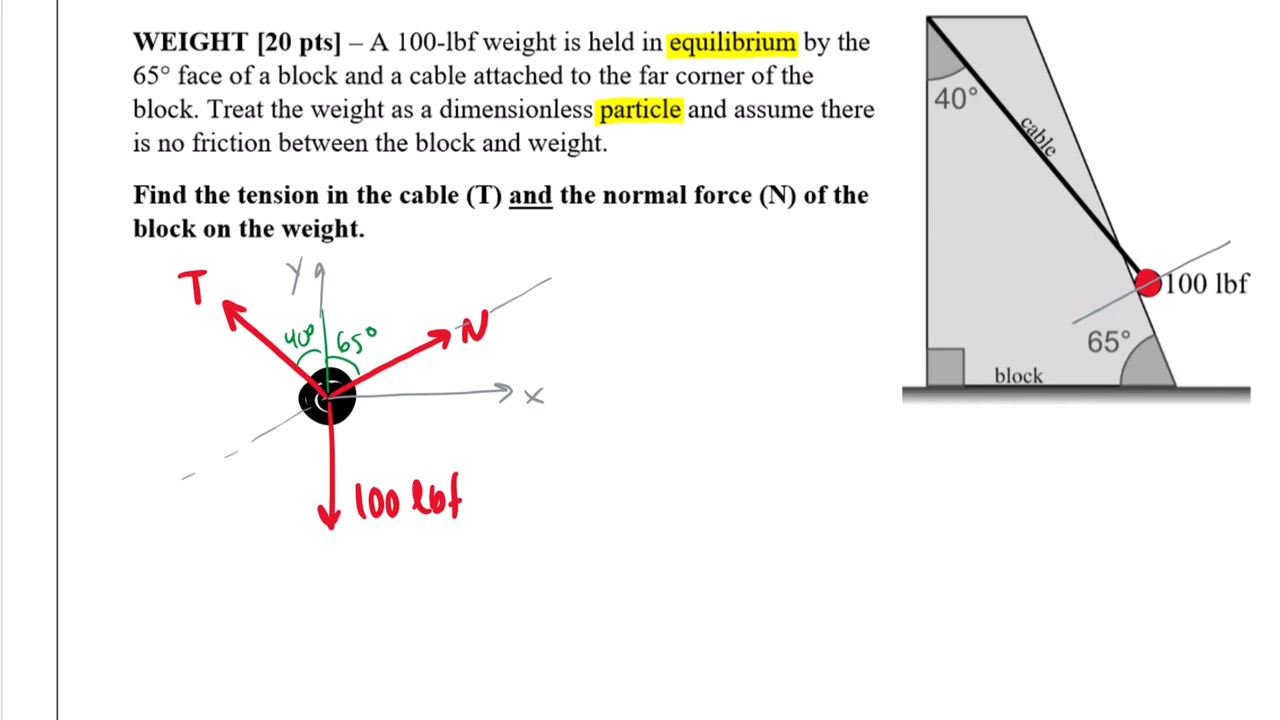 WEIGHT [20 pts] – A 100-lbf weight is held in equilibrium by the
65° face of a block and a cable attached to the far corner of the
block. Treat the weight as a dimensionless particle and assume there
is no friction between the block and weight.
Find the tension in the cable (T) and the normal force (N) of the
block on the weight.
T
y
40°
65°
N
x
100 lbf
40°
cable
100 lbf
65°
block